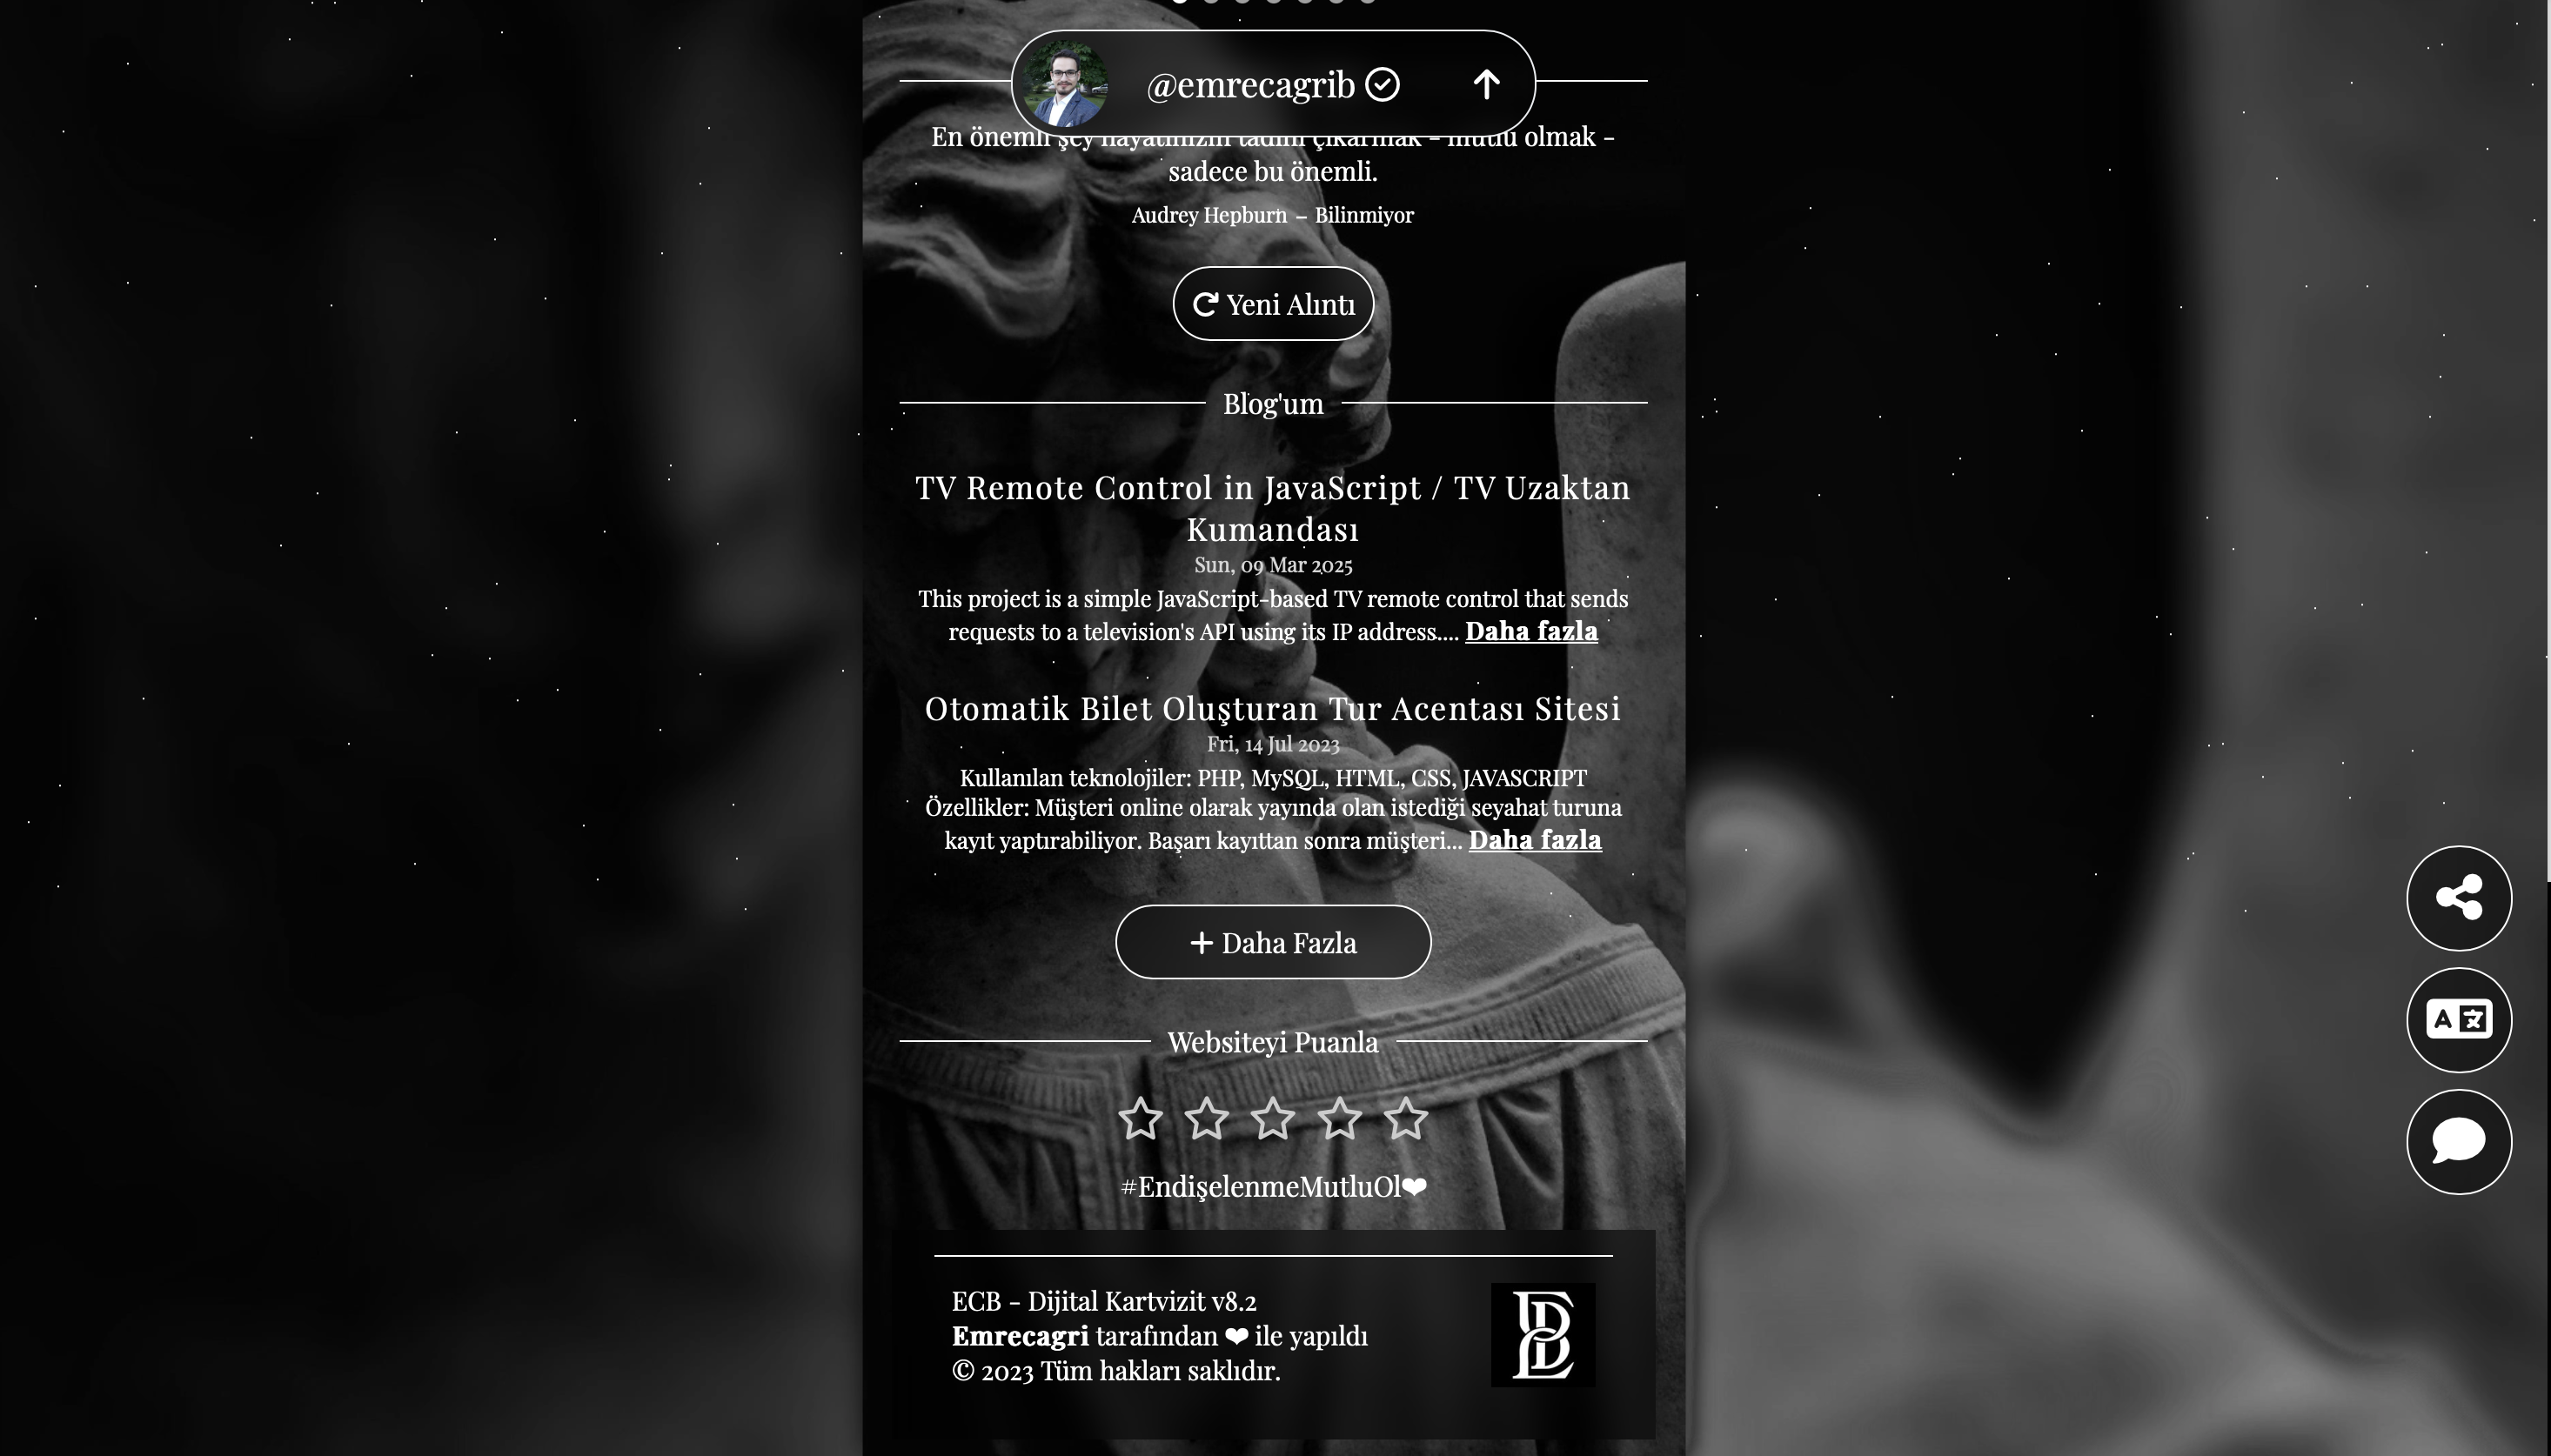 @emrecagrib
En önemli şey hayatınızın tadını çıkarmak - mutlu olmak -
sadece bu önemli.
Audrey Hepburn – Bilinmiyor
Yeni Alıntı
Blog'um
TV Remote Control in JavaScript / TV Uzaktan
Kumandası
Sun, 09 Mar 2025
This project is a simple JavaScript-based TV remote control that sends
requests to a television's API using its IP address.... Daha fazla
Otomatik Bilet Oluşturan Tur Acentası Sitesi
Fri, 14 Jul 2023
Kullanılan teknolojiler: PHP, MySQL, HTML, CSS, JAVASCRIPT
Özellikler: Müşteri online olarak yayında olan istediği seyahat turuna
kayıt yaptırabiliyor. Başarı kayıttan sonra müşteri... Daha fazla
+ Daha Fazla
Websiteyi Puanla
#EndişelenmeMutluOl❤
ECB - Dijital Kartvizit v8.2
Emrecagri tarafından ❤ ile yapıldı
© 2023 Tüm hakları saklıdır.
A 文